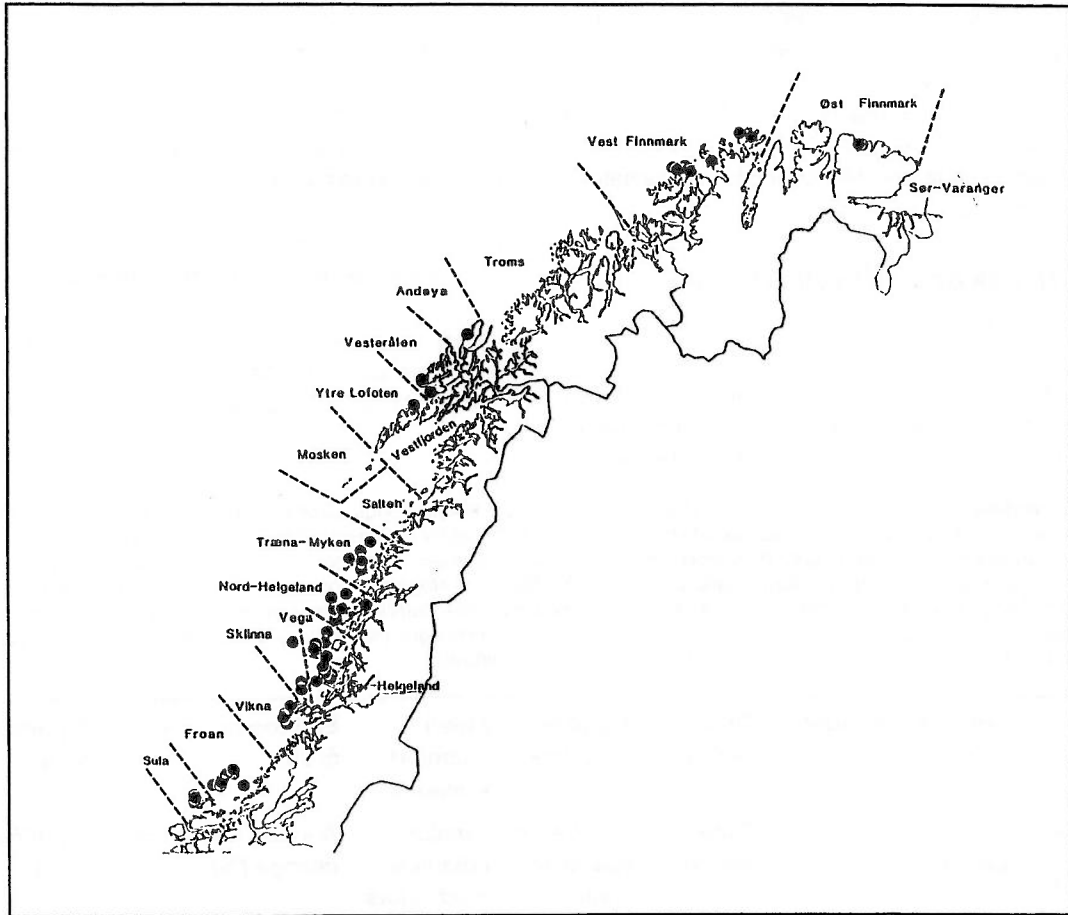 Øst Finnmark
Vest Finnmark
Sør-Varanger
Troms
Andøya
Vesterålen
Ytre Lofoten
Vestfjorden
Mosken
Salten
Træna-Myken
Nord-Helgeland
Vega
Sklinna
-Helgeland
Vikna
Froan
Sula